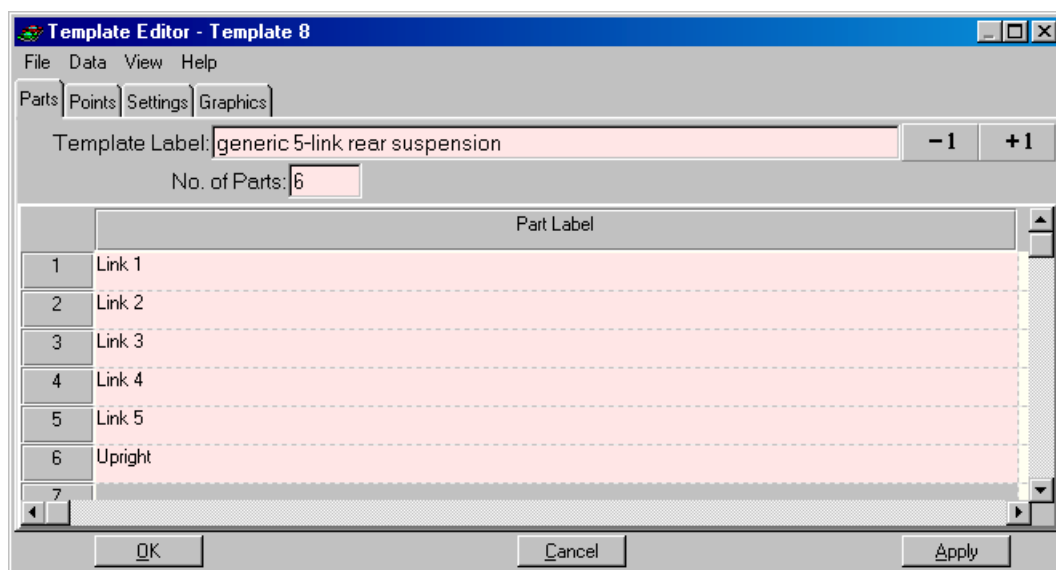 Template Editor - Template 8
File Data View Help
Parts Points Settings Graphics
Template Label: generic 5-link rear suspension -1 +1
No. of Parts: 6
Part Label
1 Link 1
2 Link 2
3 Link 3
4 Link 4
5 Link 5
6 Upright
7
OK Cancel Apply